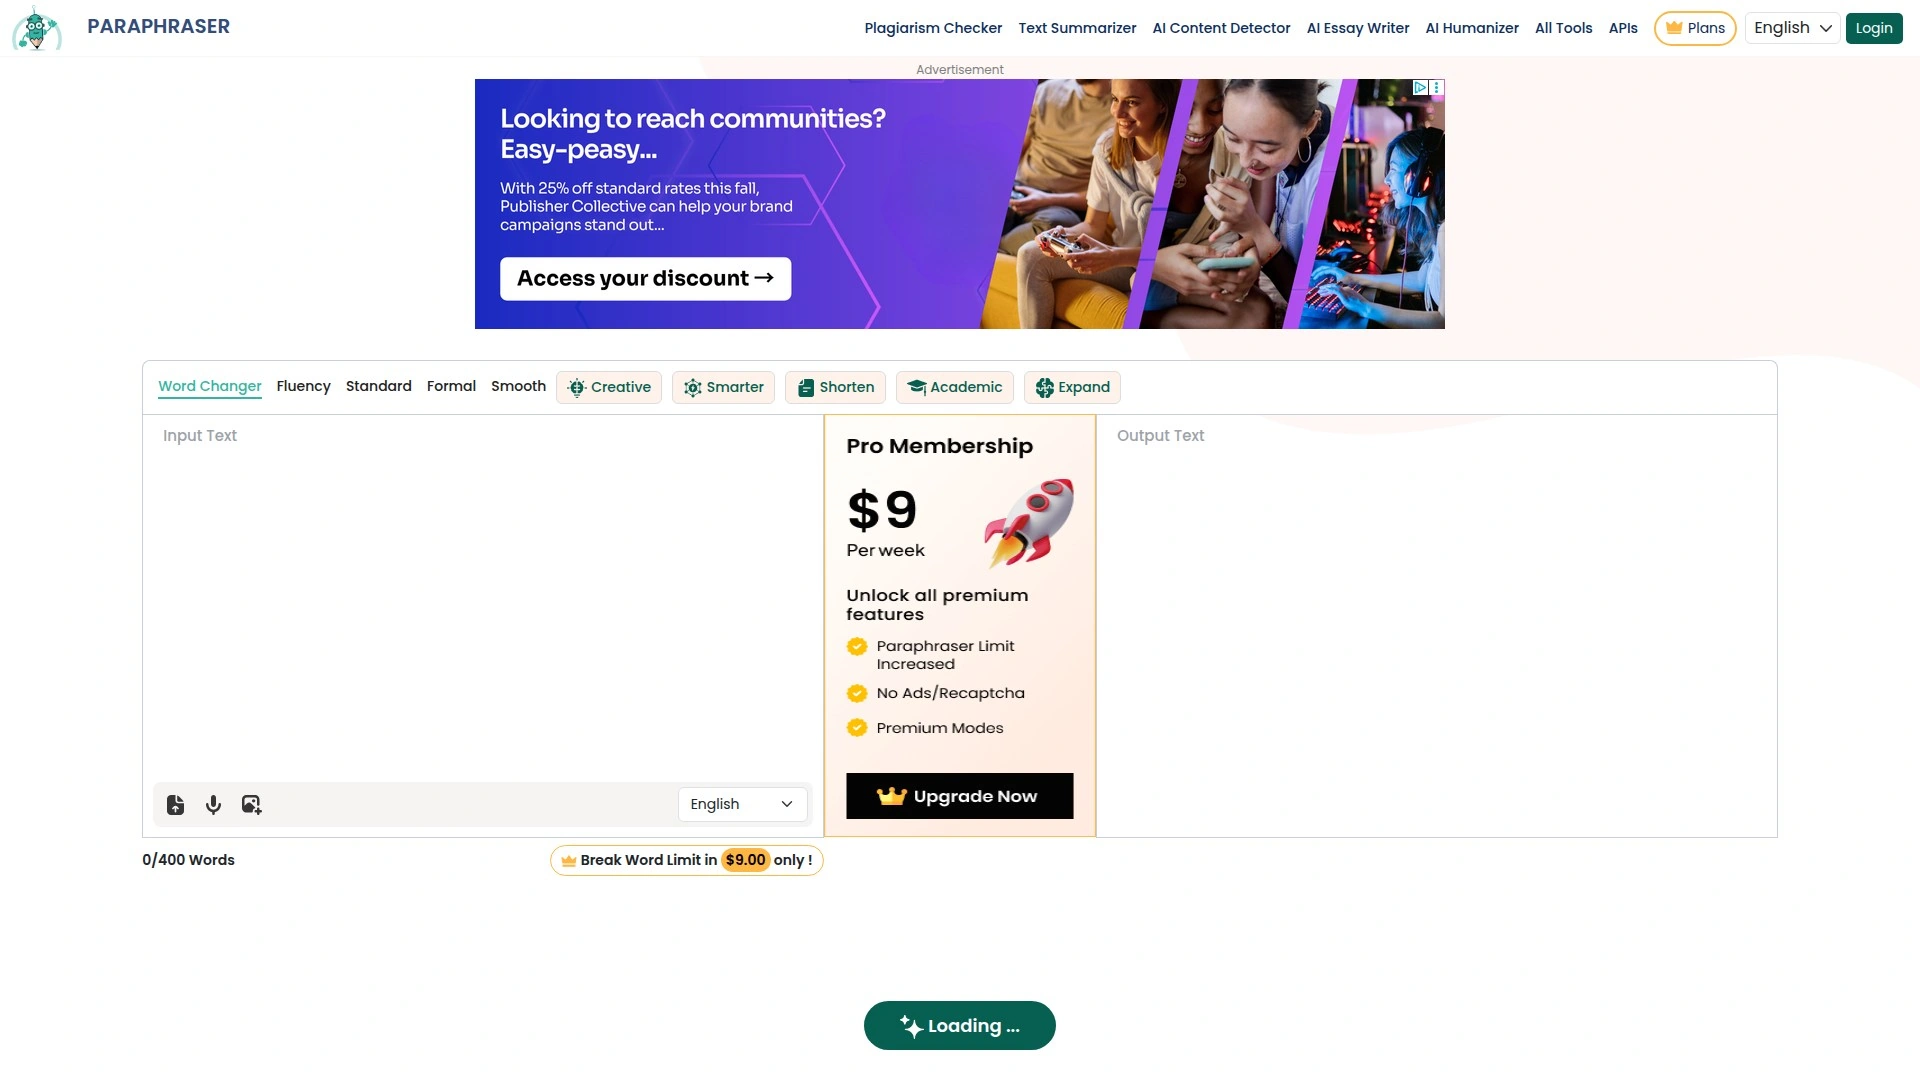 PARAPHRASER
Plagiarism Checker Text Summarizer AI Content Detector AI Essay Writer AI Humanizer All Tools APIs Plans English Login
Advertisement
Looking to reach communities?
Easy-peasy...
With 25% off standard rates this fall,
Publisher Collective can help your brand
campaigns stand out...
Access your discount →
Word Changer Fluency Standard Formal Smooth Creative Smarter Shorten Academic Expand
Input Text
English
Pro Membership
$9
Per week
Unlock all premium
features
Paraphraser Limit
Increased
No Ads/Recaptcha
Premium Modes
Upgrade Now
Output Text
0/400 Words
Break Word Limit in $9.00 only !
Loading ...